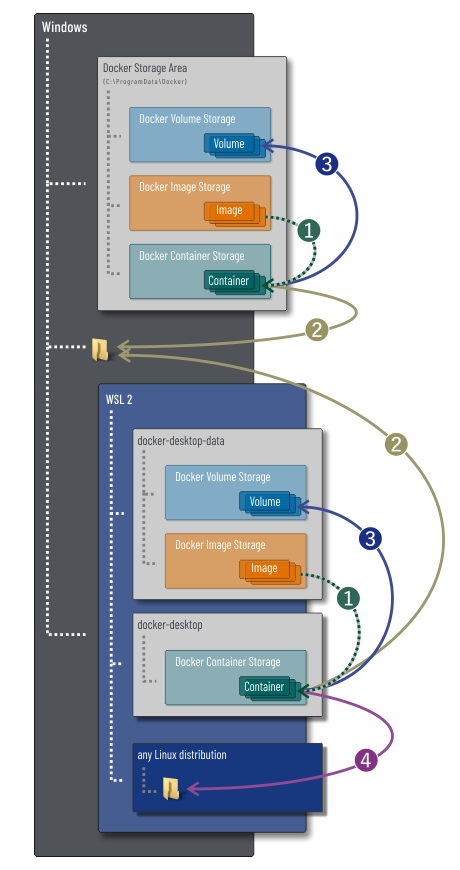 Windows
Docker Storage Area
(C:\ProgramData\Docker)
Docker Volume Storage
Volume
3
Docker Image Storage
Image
1
Docker Container Storage
Container
2
WSL 2
2
docker-desktop-data
Docker Volume Storage
Volume
3
Docker Image Storage
Image
1
docker-desktop
Docker Container Storage
Container
any Linux distribution
4